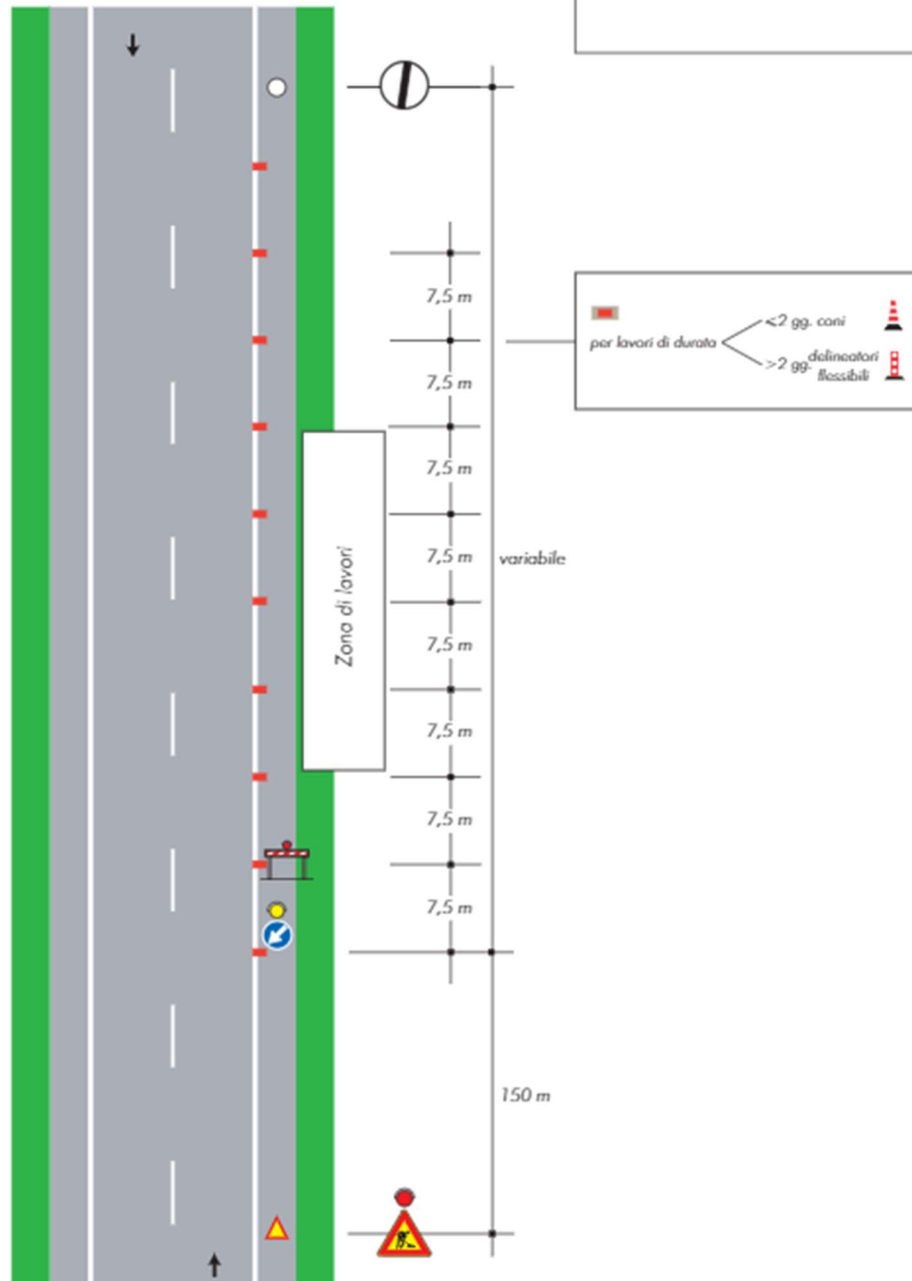 7,5 m
7,5 m
7,5 m
7,5 m
7,5 m
7,5 m
7,5 m
7,5 m
variabile
150 m
Zona di lavori
per lavori di durata
<2 gg. coni
>2 gg. delineatori
flessibili